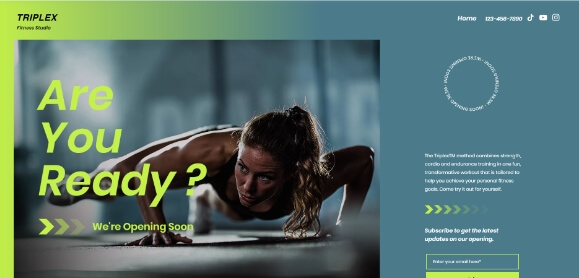 TRIPLEX
Fitness Studio
Home
123-456-7890
Are
You
Ready ?
We're Opening Soon
The TriplexTM method combines strength,
cardio and endurance training in one fun,
transformative workout that is tailored to
help you achieve your personal fitness
goals. Come try it out for yourself.
Subscribe to get the latest
updates on our opening.
Enter your email here*